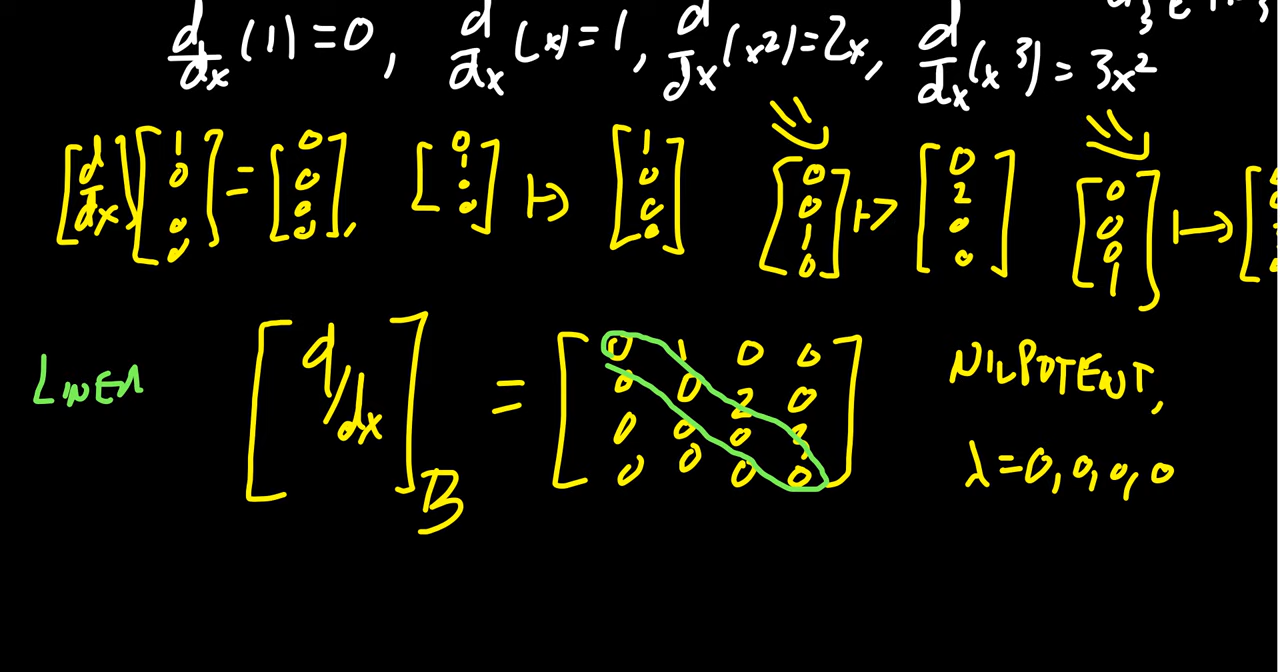 d/dx (1) = 0, d/dx (x) = 1, d/dx (x²) = 2x, d/dx (x³) = 3x²
[d/dx] [1 0 0 0] = [0 0 0 0], [0 1 0 0] ↦ [1 0 0 0] [0 0 1 0] ↦ [0 2 0 0] [0 0 0 1] ↦
[d/dx]_B =
0 1 0 0
0 0 2 0
0 0 0
0 0 0 0
NILPOTENT,
λ = 0, 0, 0, 0